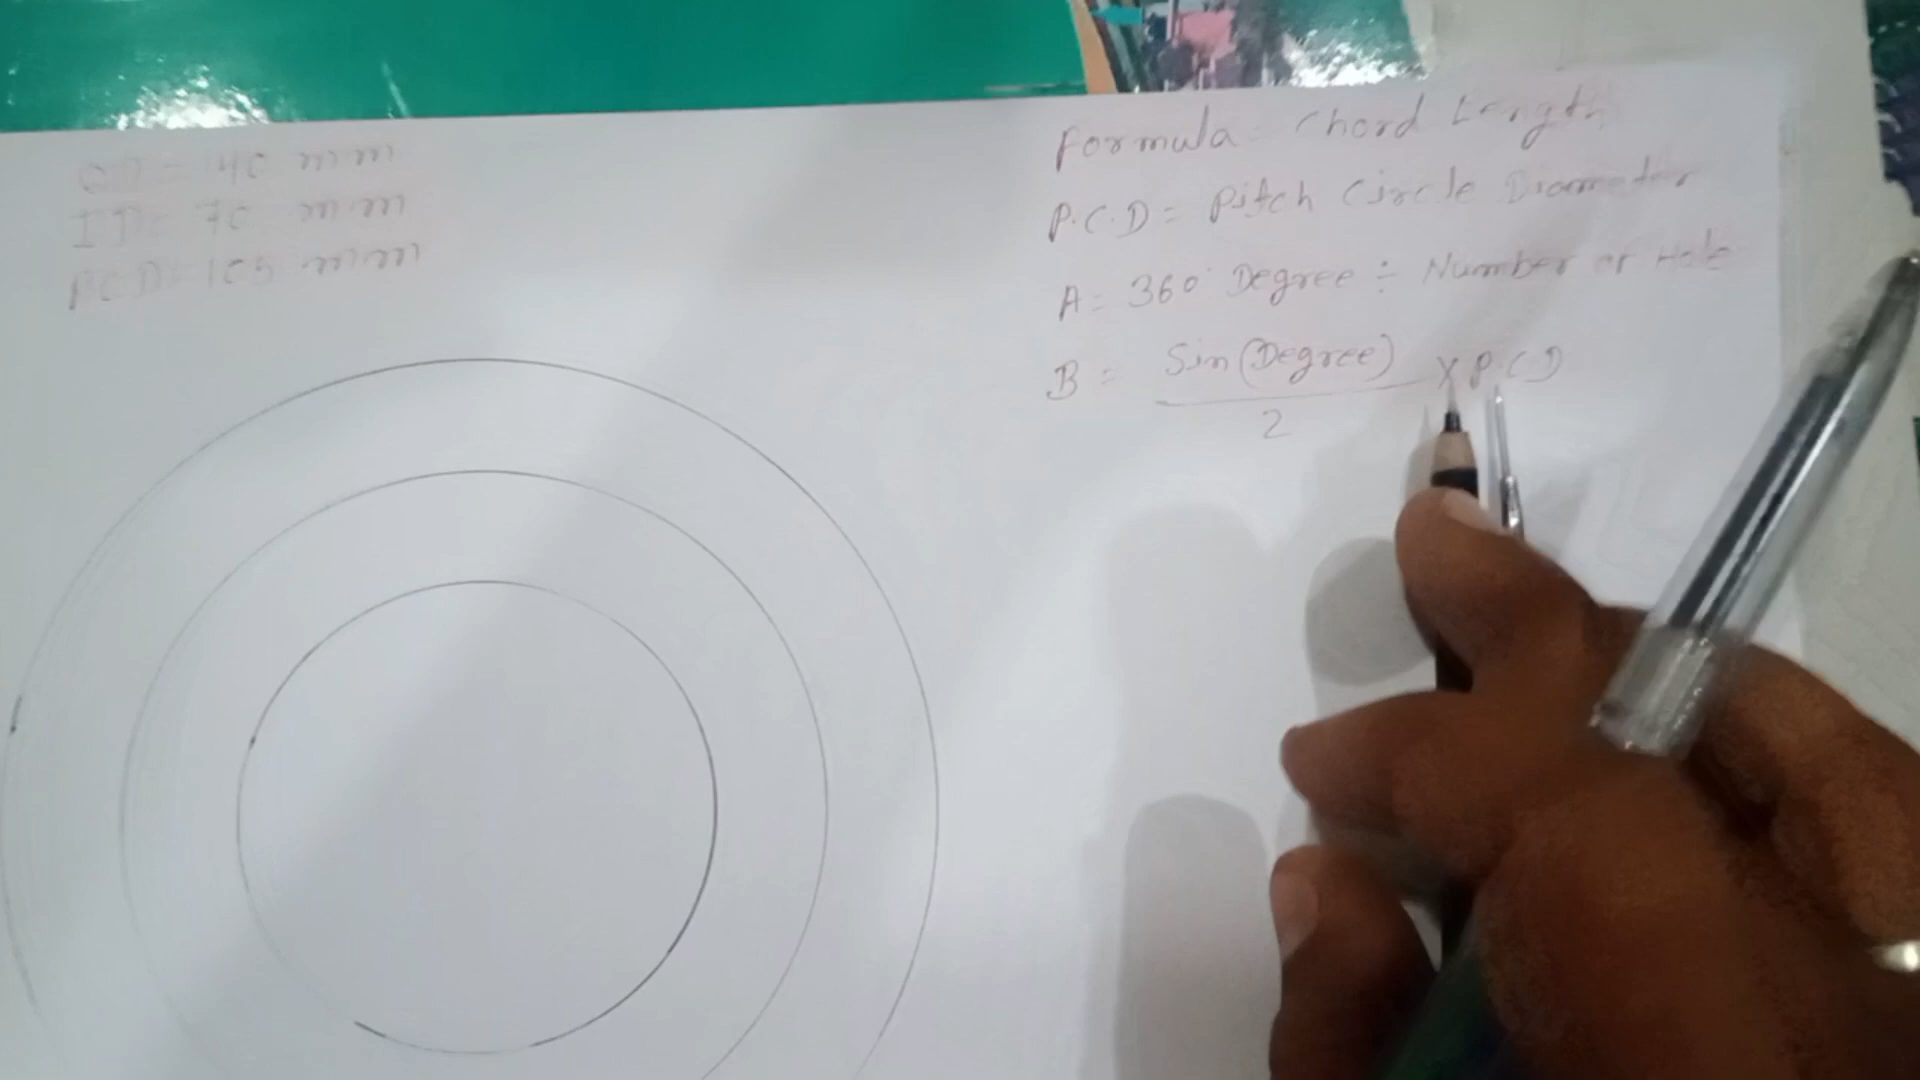 OD = 140 mm
ID = 70 mm
PCD = 105 mm
Formula = Chord Length
P.C.D = Pitch Circle Diameter
A = 360° Degree ÷ Number of Hole
B = Sin (Degree) / 2 X P.C.D